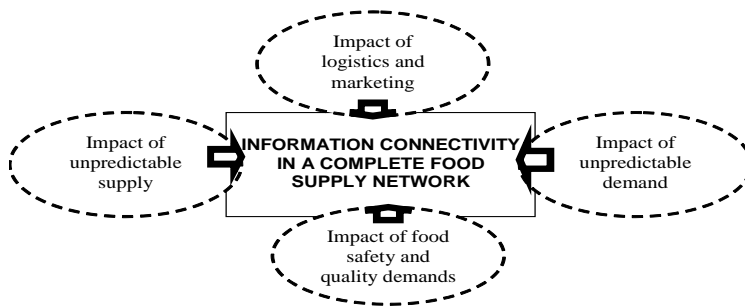 Impact of
logistics and
marketing
Impact of
unpredictable
supply
INFORMATION CONNECTIVITY
IN A COMPLETE FOOD
SUPPLY NETWORK
Impact of
unpredictable
demand
Impact of food
safety and
quality demands